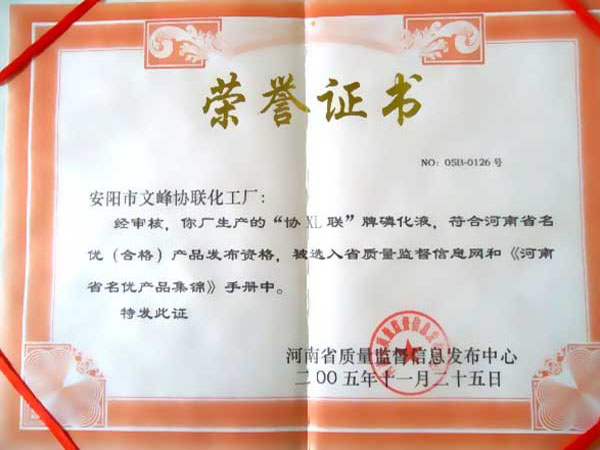 荣誉证书
NO: 05B-0126 号
安阳市文峰协联化工厂：
经审核，你厂生产的“协 XL 联”牌磷化液，符合河南省名
优（合格）产品发布资格，被选入省质量监督信息网和《河南
省名优产品集锦》手册中。
特发此证
河南省质量监督信息发布中心
二00五年十一月二十五日